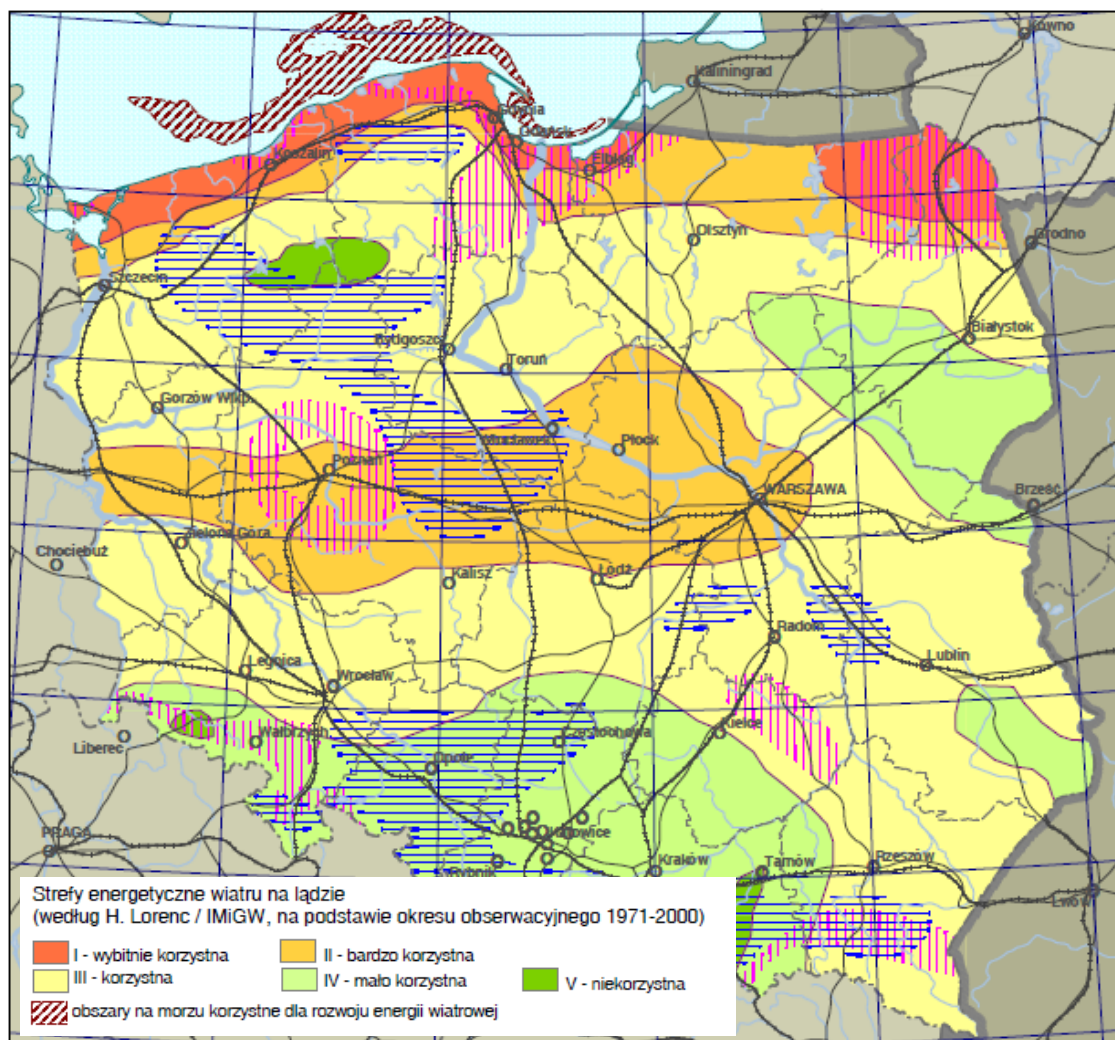 Kowno
Kaliningrad
Gdynia
Gdańsk
Koszalin
Elbląg
Olsztyn
Grodno
Szczecin
Białystok
Bydgoszc
Toruń
Gorzów Wlkp.
Włocławek
Płock
Poznań
WARSZAWA
Brześć
Zielona Góra
Chociebuż
Kalisz
Łódź
Radom
Lublin
Legnica
Wrocław
Kielce
Liberec
Wałbrzych
Częstochowa
Opole
PRAGA
Katowice
Rybnik
Kraków
Tarnów
Rzeszów
Lwów
Strefy energetyczne wiatru na lądzie
(według H. Lorenc / IMiGW, na podstawie okresu obserwacyjnego 1971-2000)
I - wybitnie korzystna II - bardzo korzystna
III - korzystna IV - mało korzystna V - niekorzystna
obszary na morzu korzystne dla rozwoju energii wiatrowej